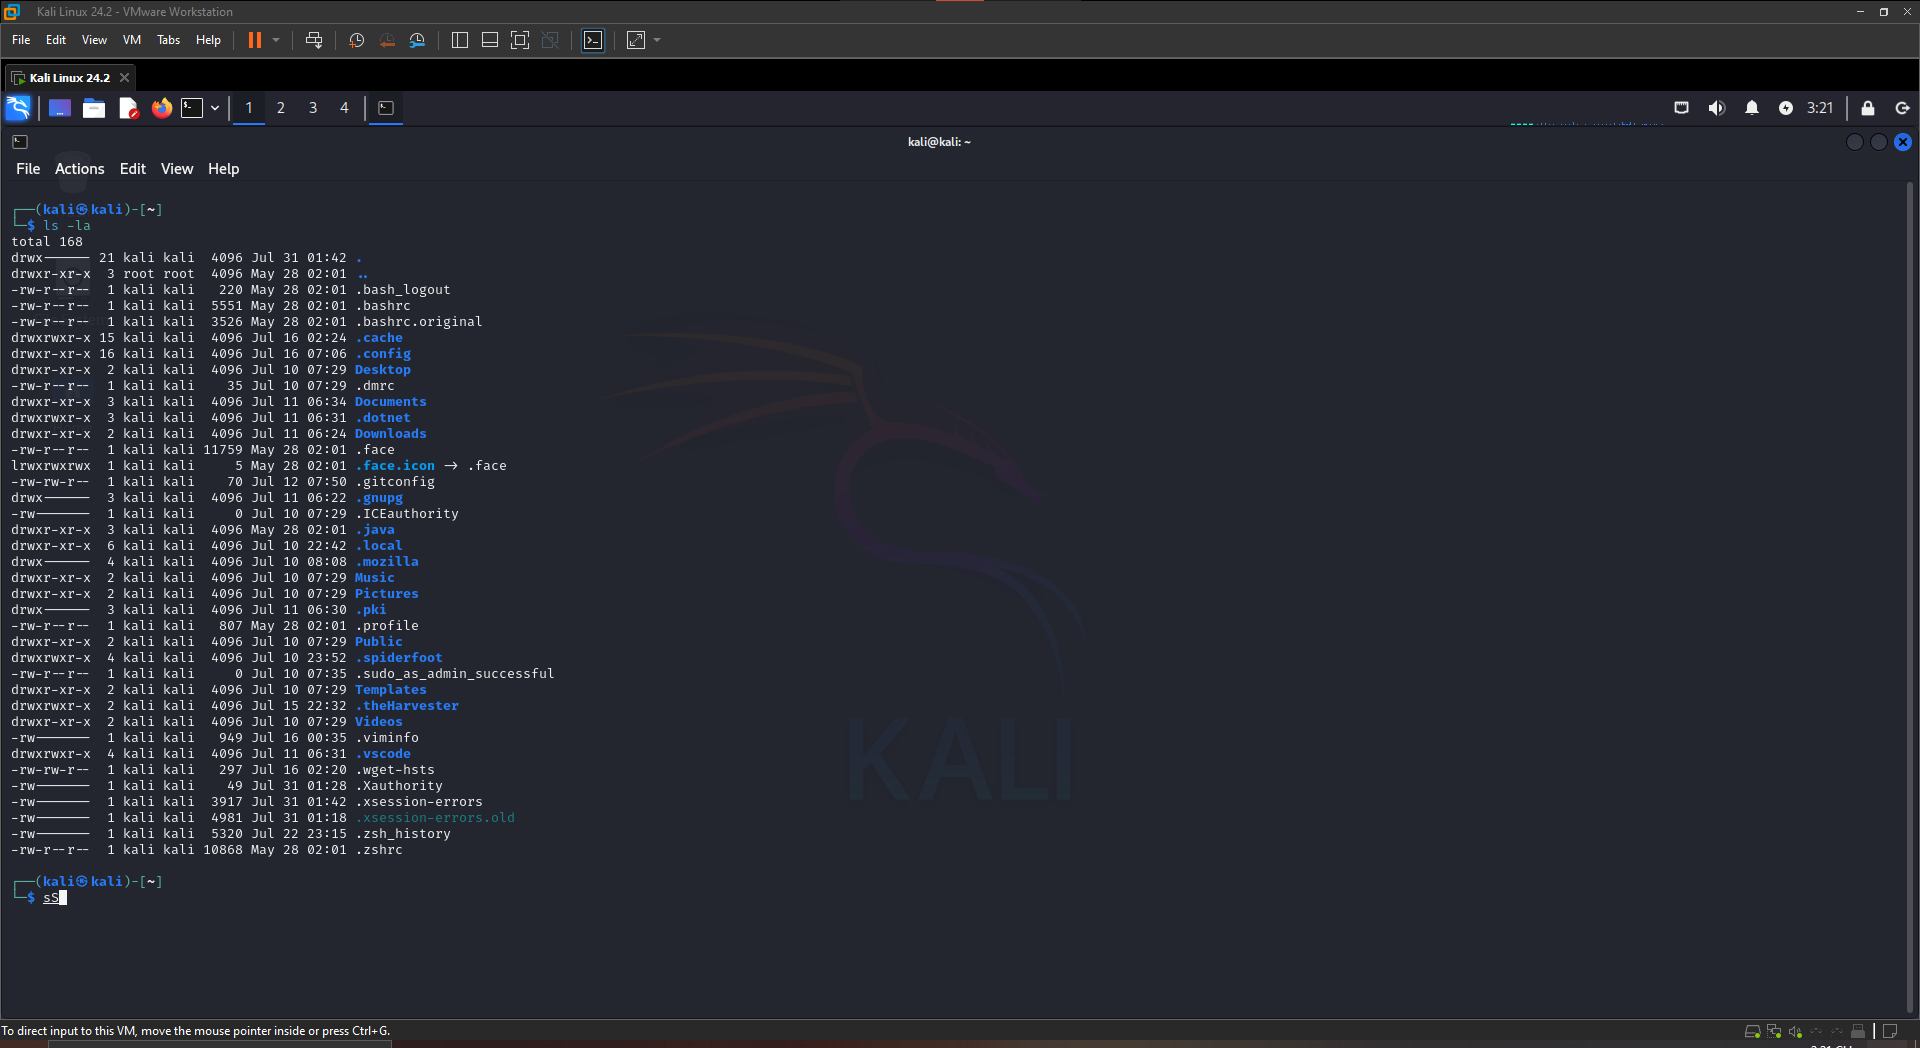 Kali Linux 24.2 - VMware Workstation
File Edit View VM Tabs Help
Kali Linux 24.2
1 2 3 4 3:21
kali@kali: ~
File Actions Edit View Help
┌──(kali㉿kali)-[~]
└─$ ls -la
total 168
drwx------ 21 kali kali  4096 Jul 31 01:42 .
drwxr-xr-x  3 root root  4096 May 28 02:01 ..
-rw-r--r--  1 kali kali   220 May 28 02:01 .bash_logout
-rw-r--r--  1 kali kali  5551 May 28 02:01 .bashrc
-rw-r--r--  1 kali kali  3526 May 28 02:01 .bashrc.original
drwxrwxr-x 15 kali kali  4096 Jul 16 02:24 .cache
drwxr-xr-x 16 kali kali  4096 Jul 16 07:06 .config
drwxr-xr-x  2 kali kali  4096 Jul 10 07:29 Desktop
-rw-r--r--  1 kali kali    35 Jul 10 07:29 .dmrc
drwxr-xr-x  3 kali kali  4096 Jul 11 06:34 Documents
drwxrwxr-x  3 kali kali  4096 Jul 11 06:31 .dotnet
drwxr-xr-x  2 kali kali  4096 Jul 11 06:24 Downloads
-rw-r--r--  1 kali kali 11759 May 28 02:01 .face
lrwxrwxrwx  1 kali kali     5 May 28 02:01 .face.icon -> .face
-rw-rw-r--  1 kali kali    70 Jul 12 07:50 .gitconfig
drwx------  3 kali kali  4096 Jul 11 06:22 .gnupg
-rw-------  1 kali kali     0 Jul 10 07:29 .ICEauthority
drwxr-xr-x  3 kali kali  4096 May 28 02:01 .java
drwxr-xr-x  6 kali kali  4096 Jul 10 22:42 .local
drwx------  4 kali kali  4096 Jul 10 08:08 .mozilla
drwxr-xr-x  2 kali kali  4096 Jul 10 07:29 Music
drwxr-xr-x  2 kali kali  4096 Jul 10 07:29 Pictures
drwx------  3 kali kali  4096 Jul 11 06:30 .pki
-rw-r--r--  1 kali kali   807 May 28 02:01 .profile
drwxr-xr-x  2 kali kali  4096 Jul 10 07:29 Public
drwxrwxr-x  4 kali kali  4096 Jul 10 23:52 .spiderfoot
-rw-r--r--  1 kali kali     0 Jul 10 07:35 .sudo_as_admin_successful
drwxr-xr-x  2 kali kali  4096 Jul 10 07:29 Templates
drwxrwxr-x  2 kali kali  4096 Jul 15 22:32 .theHarvester
drwxr-xr-x  2 kali kali  4096 Jul 10 07:29 Videos
-rw-------  1 kali kali   949 Jul 16 00:35 .viminfo
drwxrwxr-x  4 kali kali  4096 Jul 11 06:31 .vscode
-rw-rw-r--  1 kali kali   297 Jul 16 02:20 .wget-hsts
-rw-------  1 kali kali    49 Jul 31 01:28 .Xauthority
-rw-------  1 kali kali  3917 Jul 31 01:42 .xsession-errors
-rw-------  1 kali kali  4981 Jul 31 01:18 .xsession-errors.old
-rw-------  1 kali kali  5320 Jul 22 23:15 .zsh_history
-rw-r--r--  1 kali kali 10868 May 28 02:01 .zshrc
┌──(kali㉿kali)-[~]
└─$ sS
KALI
To direct input to this VM, move the mouse pointer inside or press Ctrl+G.